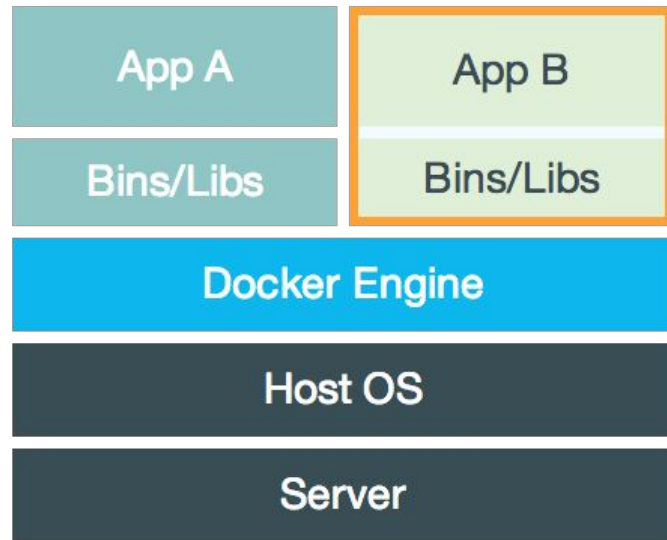 App A
App B
Bins/Libs
Bins/Libs
Docker Engine
Host OS
Server